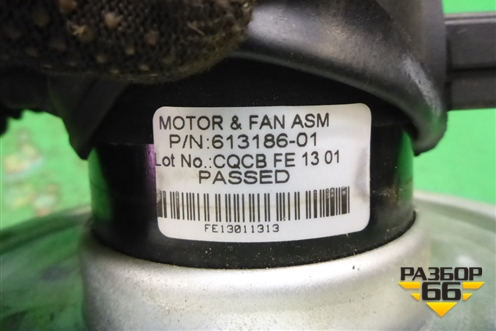 MOTOR & FAN ASM
P/N:613186-01
Lot No.:CQCB FE 13 01
PASSED
FE13011313
РАЗБОР
66